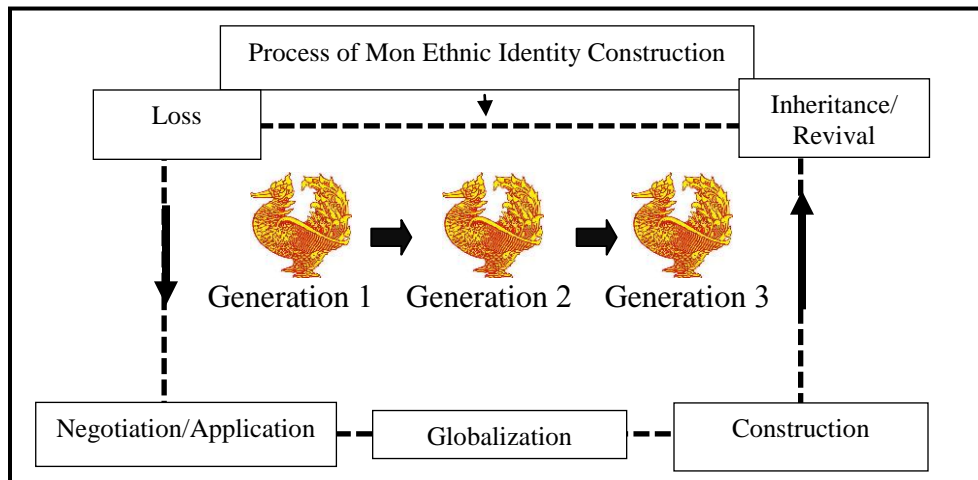 Process of Mon Ethnic Identity Construction
Loss
Inheritance/
Revival
Generation 1
Generation 2
Generation 3
Negotiation/Application
Globalization
Construction